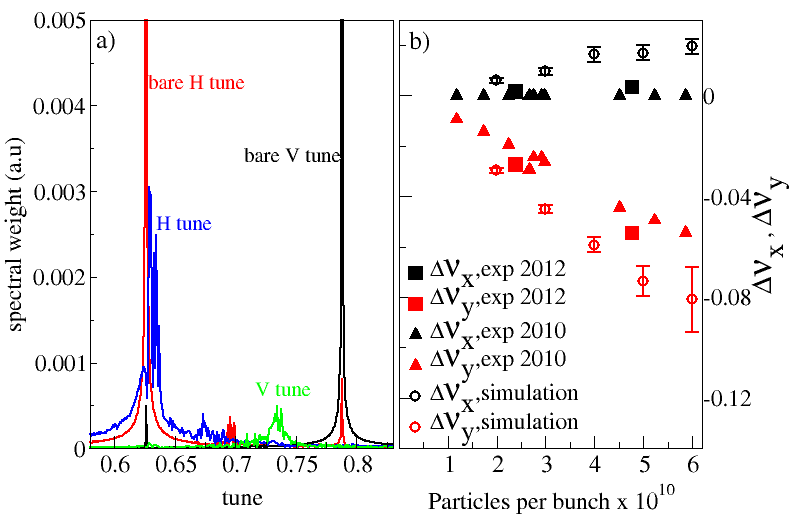 a)
bare H tune
bare V tune
H tune
V tune
0.005
0.004
0.003
0.002
0.001
0
spectral weight (a.u)
0.6 0.65 0.7 0.75 0.8
tune
b)
0
-0.04
-0.08
-0.12
Δν_x, Δν_y
Δν_x,exp 2012
Δν_y,exp 2012
Δν_x,exp 2010
Δν_y,exp 2010
Δν_x,simulation
Δν_y,simulation
1 2 3 4 5 6
Particles per bunch x 10^10